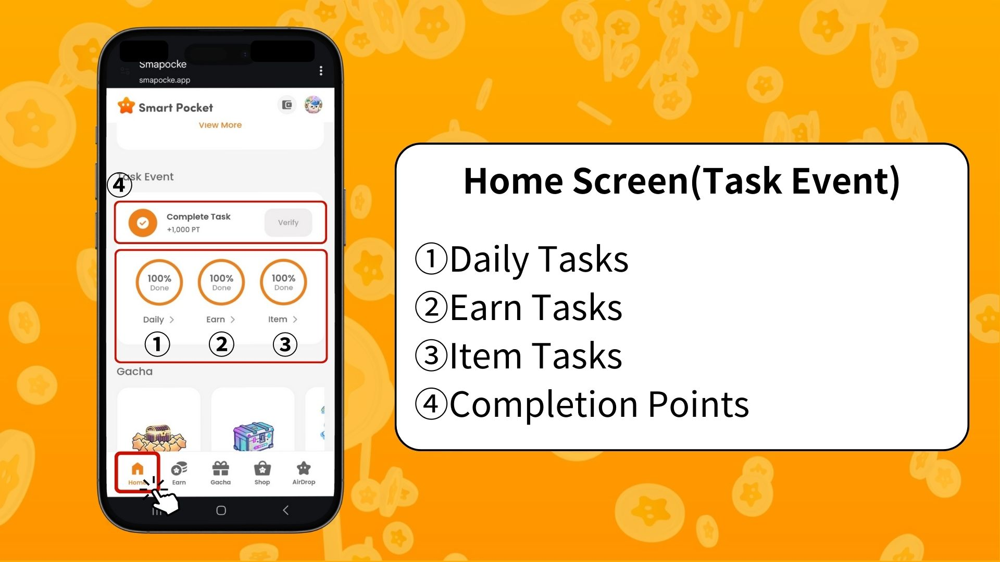 Smapocke
smapocke.app
Smart Pocket
View More
Task Event
④
Complete Task
+1,000 PT
Verify
100%
Done
100%
Done
100%
Done
Daily >
Earn >
Item >
①
②
③
Gacha
Home
Earn
Gacha
Shop
AirDrop
Home Screen(Task Event)
①Daily Tasks
②Earn Tasks
③Item Tasks
④Completion Points